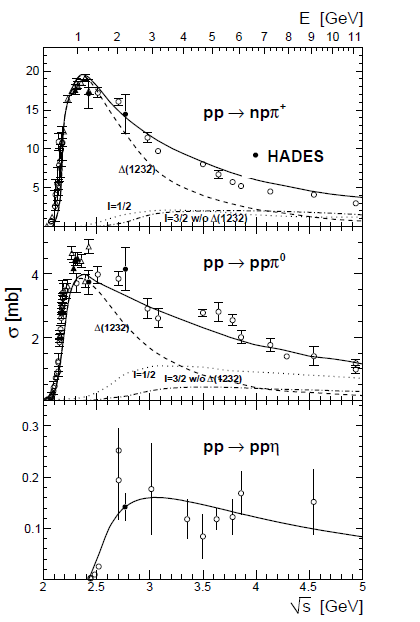 E [GeV]
1 2 3 4 5 6 7 8 9 10 11
20
15
10
5
pp → npπ⁺
• HADES
Δ(1232)
I=1/2
I=3/2 w/o Δ(1232)
σ [mb]
4
2
pp → ppπ⁰
Δ(1232)
I=1/2
I=3/2 w/o Δ(1232)
0.3
0.2
0.1
pp → ppη
2 2.5 3 3.5 4 4.5 5
√s [GeV]